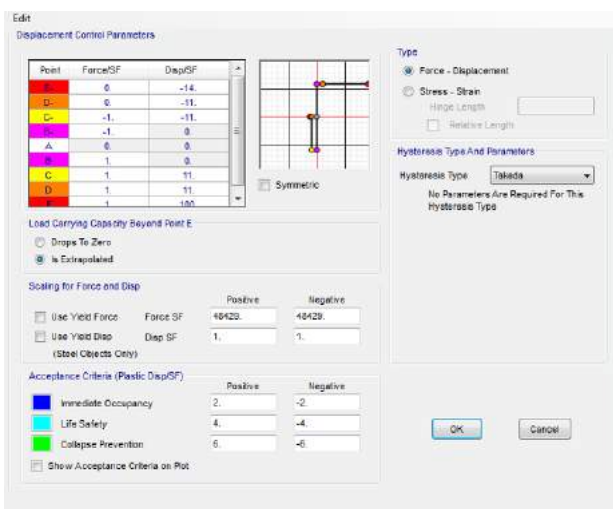 Edit
Displacement Control Parameters
Point Force/SF Disp/SF
E- 0. -14.
D- 0. -11.
C- -1. -11.
B- -1. 0.
A 0. 0.
B 1. 0.
C 1. 11.
D 1. 11.
E 1. 100.
Symmetric
Load Carrying Capacity Beyond Point E
Drops To Zero
Is Extrapolated
Scaling for Force and Disp
Positive Negative
Use Yield Force Force SF 48429. 48429.
Use Yield Disp Disp SF 1. 1.
(Steel Objects Only)
Acceptance Criteria (Plastic Disp/SF)
Positive Negative
Immediate Occupancy 2. -2.
Life Safety 4. -4.
Collapse Prevention 6. -6.
Show Acceptance Criteria on Plot
Type
Force - Displacement
Stress - Strain
Hinge Length
Relative Length
Hysteresis Type And Parameters
Hysteresis Type Takeda
No Parameters Are Required For This
Hysteresis Type
OK Cancel